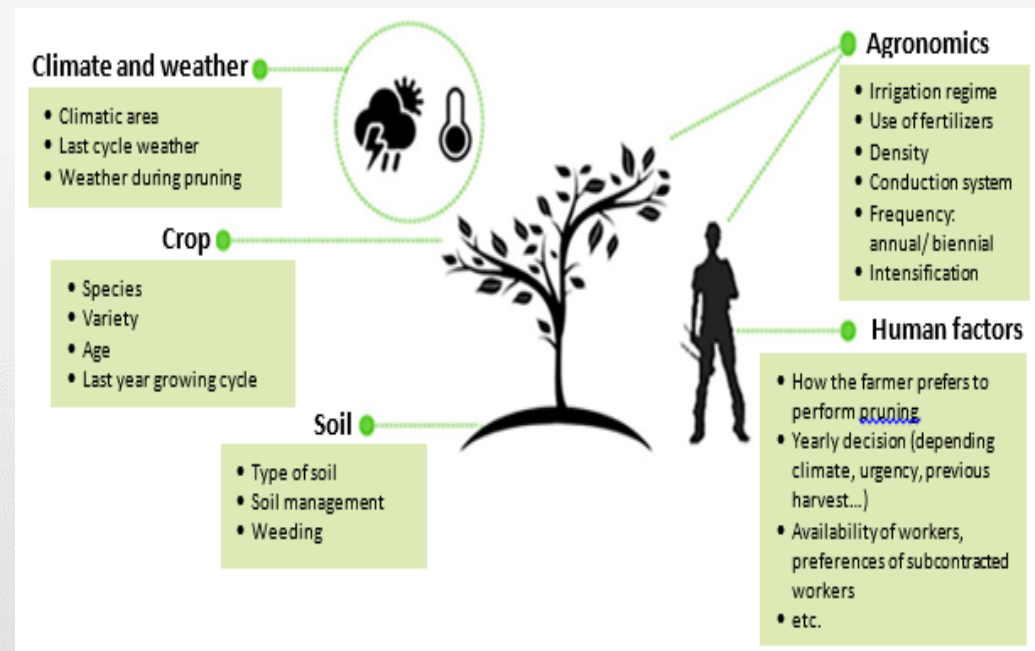 Climate and weather
• Climatic area
• Last cycle weather
• Weather during pruning
Crop
• Species
• Variety
• Age
• Last year growing cycle
Soil
• Type of soil
• Soil management
• Weeding
Agronomics
• Irrigation regime
• Use of fertilizers
• Density
• Conduction system
• Frequency:
annual/ biennial
• Intensification
Human factors
• How the farmer prefers to
perform pruning
• Yearly decision (depending
climate, urgency, previous
harvest...)
• Availability of workers,
preferences of subcontracted
workers
• etc.